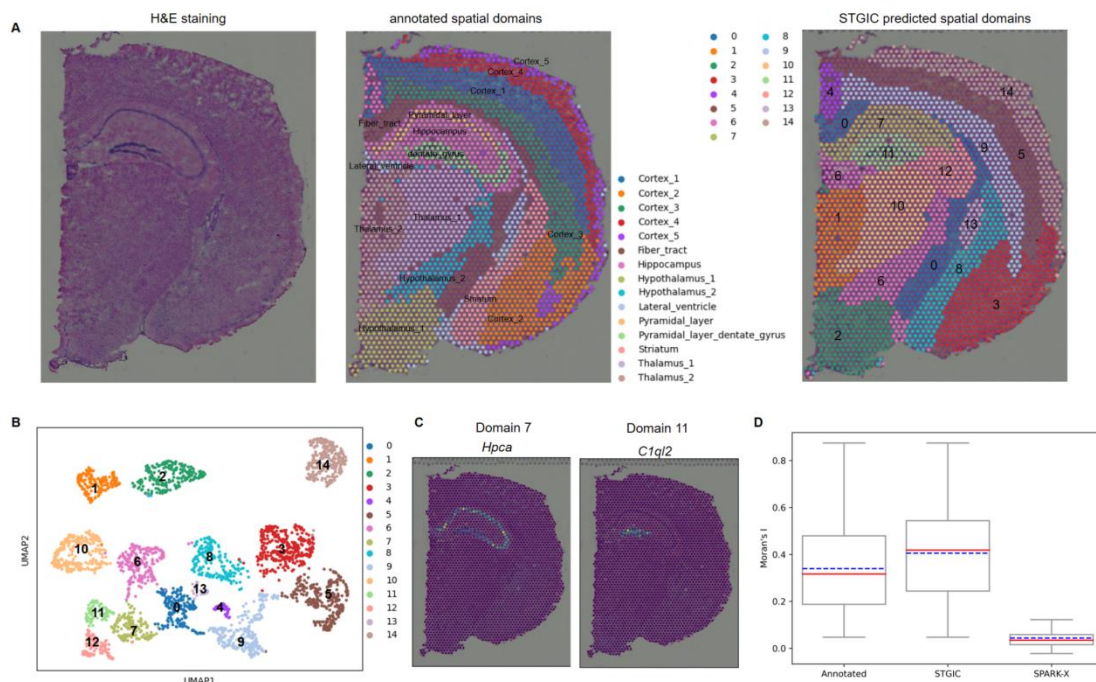 A
H&E staining
annotated spatial domains
STGIC predicted spatial domains
Cortex_5
Cortex_4
Cortex_1
Pyramidal_layer
Fiber_tract
Hippocampus
dentate_gyrus
Lateral_ventricle
Thalamus_1
Thalamus_2
Cortex_3
Hypothalamus_2
Striatum
Cortex_2
Hypothalamus_1
Cortex_1
Cortex_2
Cortex_3
Cortex_4
Cortex_5
Fiber_tract
Hippocampus
Hypothalamus_1
Hypothalamus_2
Lateral_ventricle
Pyramidal_layer
Pyramidal_layer_dentate_gyrus
Striatum
Thalamus_1
Thalamus_2
0 8
1 9
2 10
3 11
4 12
5 13
6 14
7
14
4
0
7
9
5
11
6
12
10
1
13
6
0
8
3
2
B
UMAP2
UMAP1
14
1
2
10
6
8
3
13
5
11
0
4
7
9
12
0
1
2
3
4
5
6
7
8
9
10
11
12
13
14
C
Domain 7
Hpca
Domain 11
C1ql2
D
Moran's I
0.8
0.6
0.4
0.2
0.0
Annotated STGIC SPARK-X